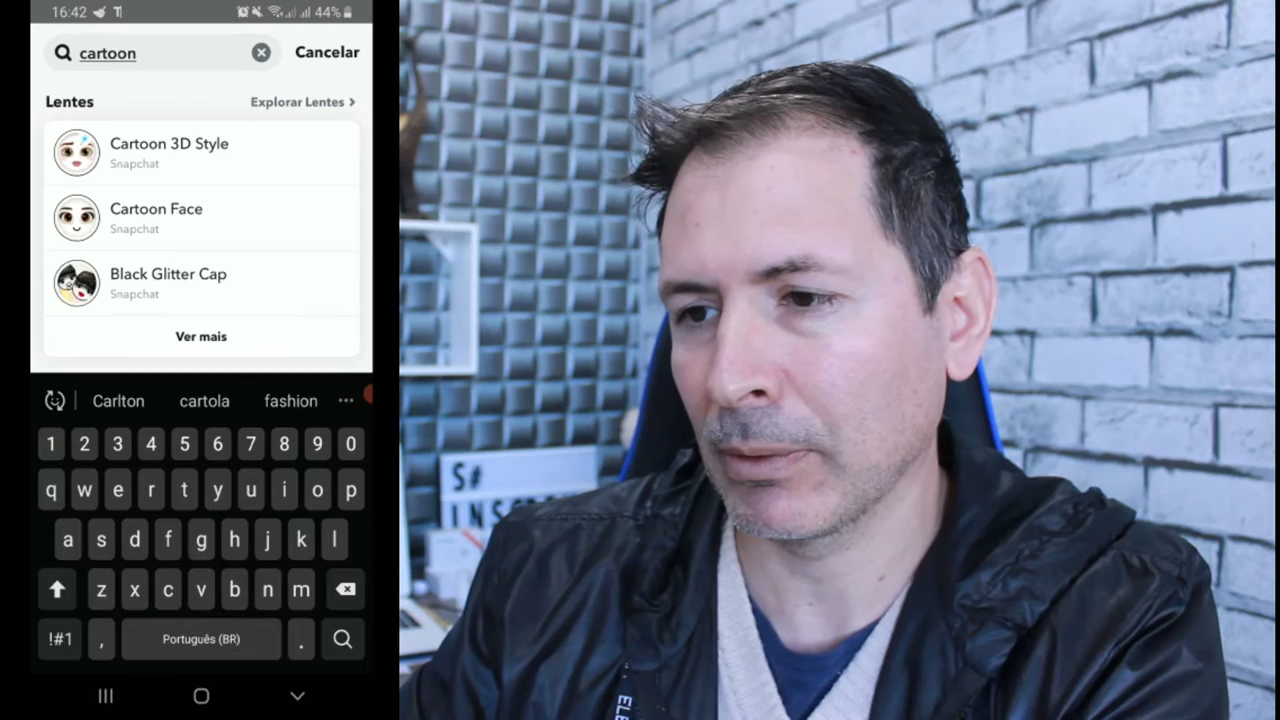 16:42
44%
cartoon
Cancelar
Lentes
Explorar Lentes >
Cartoon 3D Style
Snapchat
Cartoon Face
Snapchat
Black Glitter Cap
Snapchat
Ver mais
Carlton cartola fashion ...
1 2 3 4 5 6 7 8 9 0
q w e r t y u i o p
a s d f g h j k l
z x c v b n m
!#1 , Português (BR) .
S#